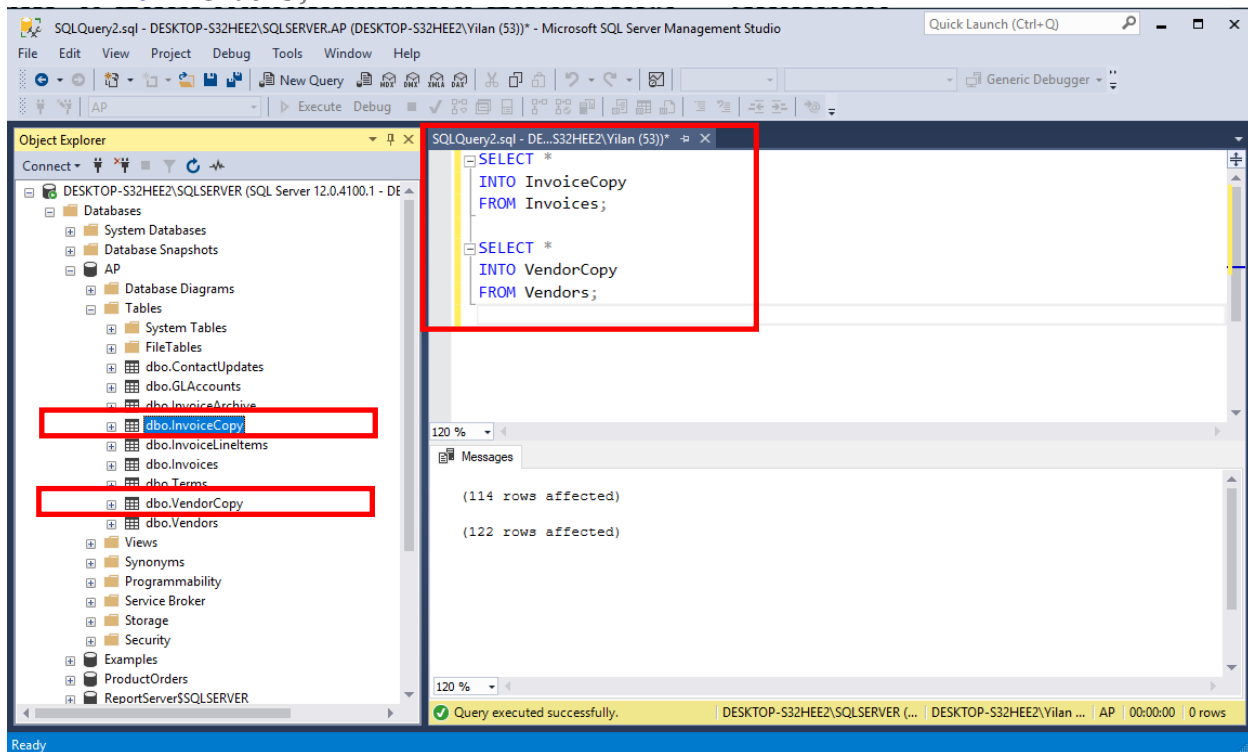 SQLQuery2.sql - DESKTOP-S32HEE2\SQLSERVER.AP (DESKTOP-S32HEE2\Yilan (53))* - Microsoft SQL Server Management Studio
Quick Launch (Ctrl+Q)
File Edit View Project Debug Tools Window Help
New Query MDX DMX XMLA DAX Generic Debugger
AP Execute Debug
Object Explorer
Connect
DESKTOP-S32HEE2\SQLSERVER (SQL Server 12.0.4100.1 - DE
Databases
System Databases
Database Snapshots
AP
Database Diagrams
Tables
System Tables
FileTables
dbo.ContactUpdates
dbo.GLAccounts
dbo.InvoiceArchive
dbo.InvoiceCopy
dbo.InvoiceLineItems
dbo.Invoices
dbo.Terms
dbo.VendorCopy
dbo.Vendors
Views
Synonyms
Programmability
Service Broker
Storage
Security
Examples
ProductOrders
ReportServer$SQLSERVER
SQLQuery2.sql - DE...S32HEE2\Yilan (53))*
SELECT *
INTO InvoiceCopy
FROM Invoices;
SELECT *
INTO VendorCopy
FROM Vendors;
120 %
Messages
(114 rows affected)
(122 rows affected)
120 %
Query executed successfully. DESKTOP-S32HEE2\SQLSERVER (... DESKTOP-S32HEE2\Yilan ... AP 00:00:00 0 rows
Ready